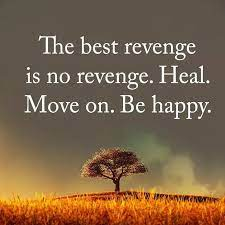 The best revenge
is no revenge. Heal.
Move on. Be happy.